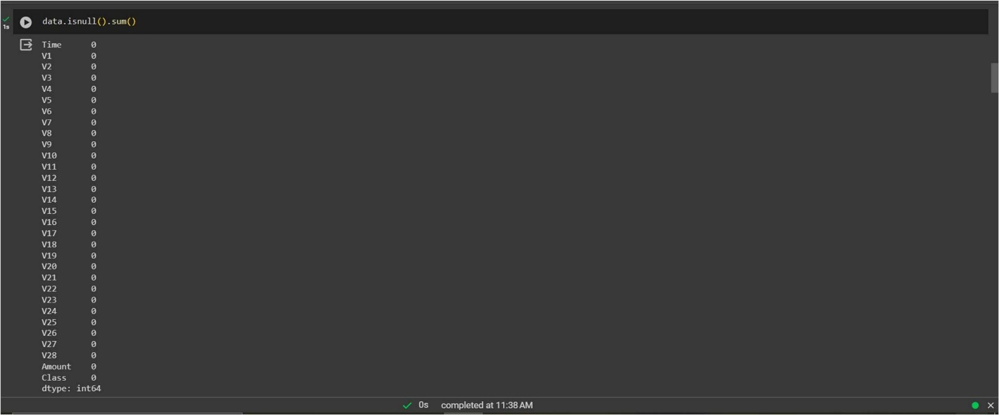 data.isnull().sum()
1s
Time 0
V1 0
V2 0
V3 0
V4 0
V5 0
V6 0
V7 0
V8 0
V9 0
V10 0
V11 0
V12 0
V13 0
V14 0
V15 0
V16 0
V17 0
V18 0
V19 0
V20 0
V21 0
V22 0
V23 0
V24 0
V25 0
V26 0
V27 0
V28 0
Amount 0
Class 0
dtype: int64
0s completed at 11:38 AM